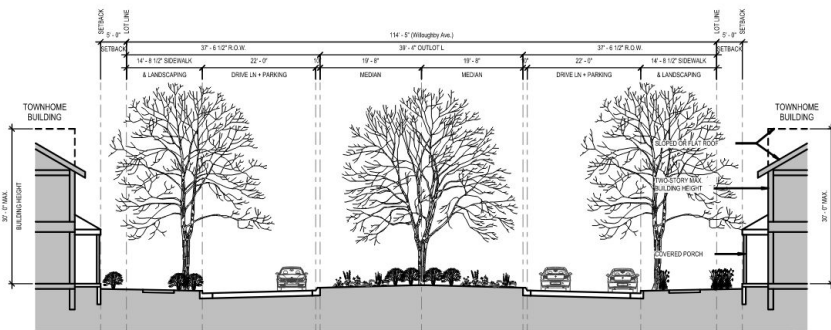 SETBACK
LOT LINE
114' - 5" (Willoughby Ave.)
LOT LINE
SETBACK
5' - 0"
37' - 6 1/2" R.O.W.
39' - 4" OUTLOT L
37' - 6 1/2" R.O.W.
5' - 0"
SETBACK
14' - 8 1/2" SIDEWALK
22' - 0"
19' - 8"
19' - 8"
22' - 0"
14' - 8 1/2" SIDEWALK
SETBACK
& LANDSCAPING
DRIVE LN + PARKING
MEDIAN
MEDIAN
DRIVE LN + PARKING
& LANDSCAPING
TOWNHOME
BUILDING
TOWNHOME
BUILDING
SLOPED OR FLAT ROOF
TWO-STORY MAX.
BUILDING HEIGHT
COVERED PORCH
30' - 0" MAX.
BUILDING HEIGHT
30' - 0" MAX.